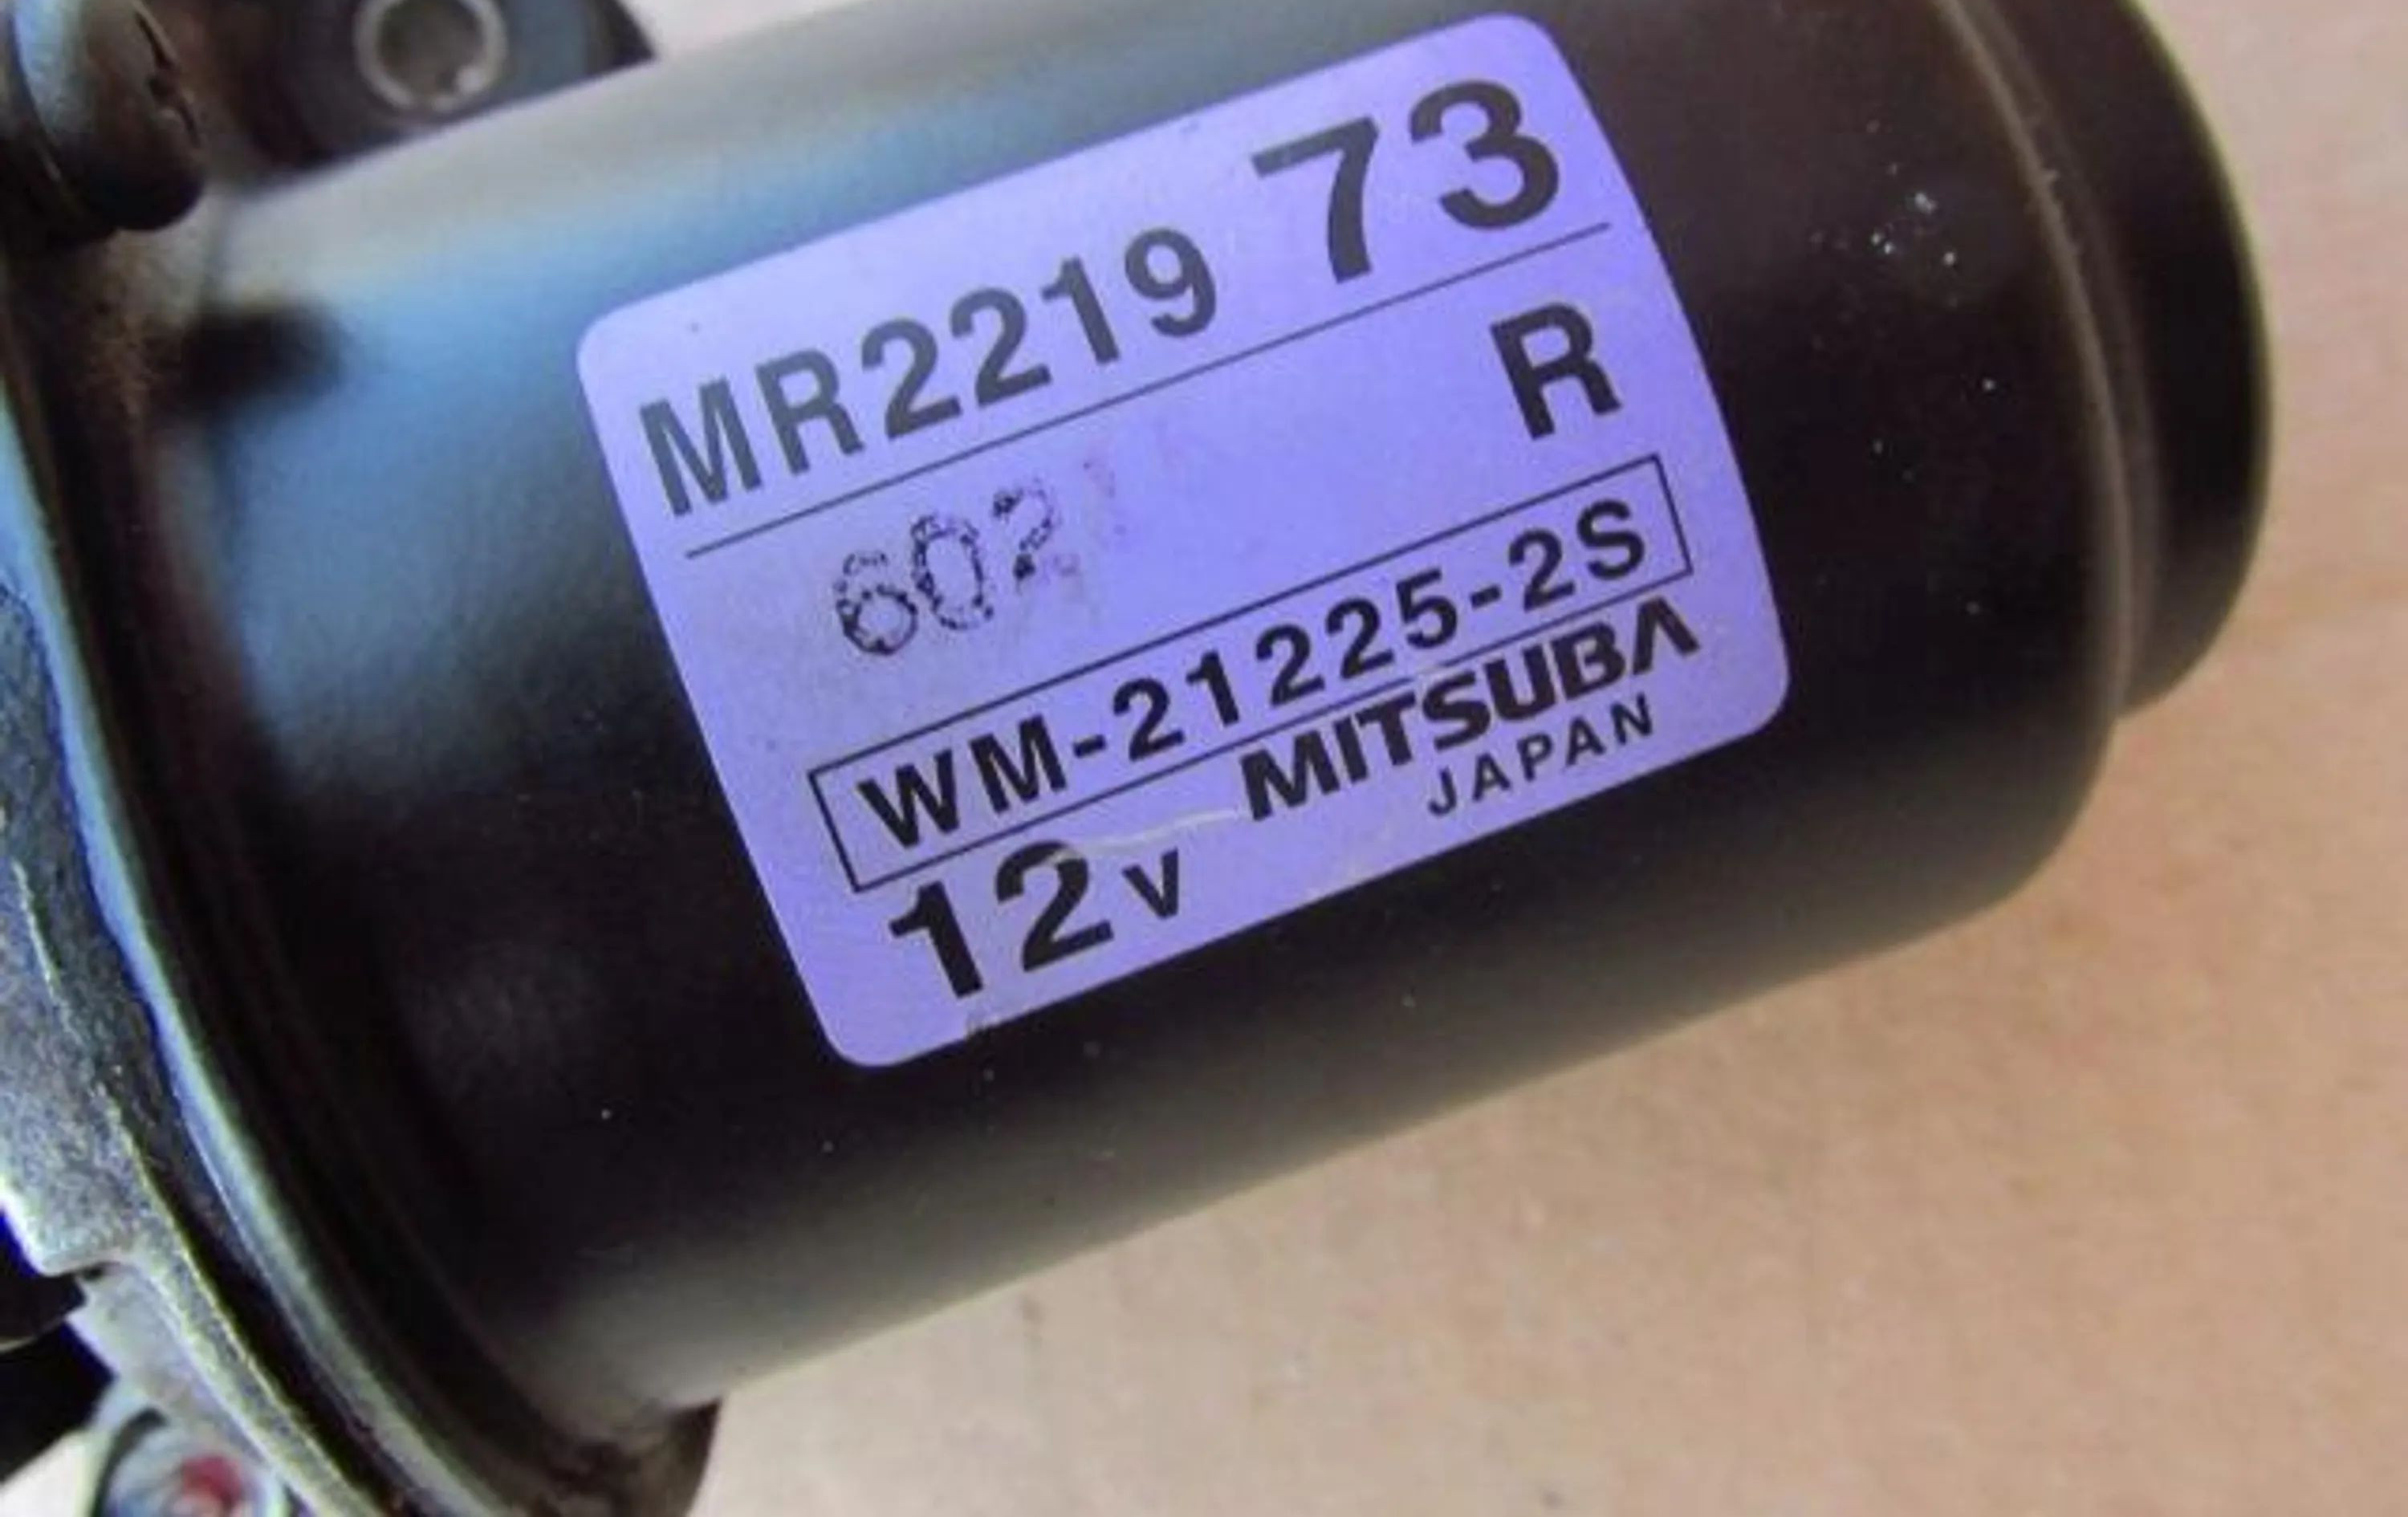 MR2219 73
R
602
WM-21225-2S
MITSUBA
JAPAN
12V